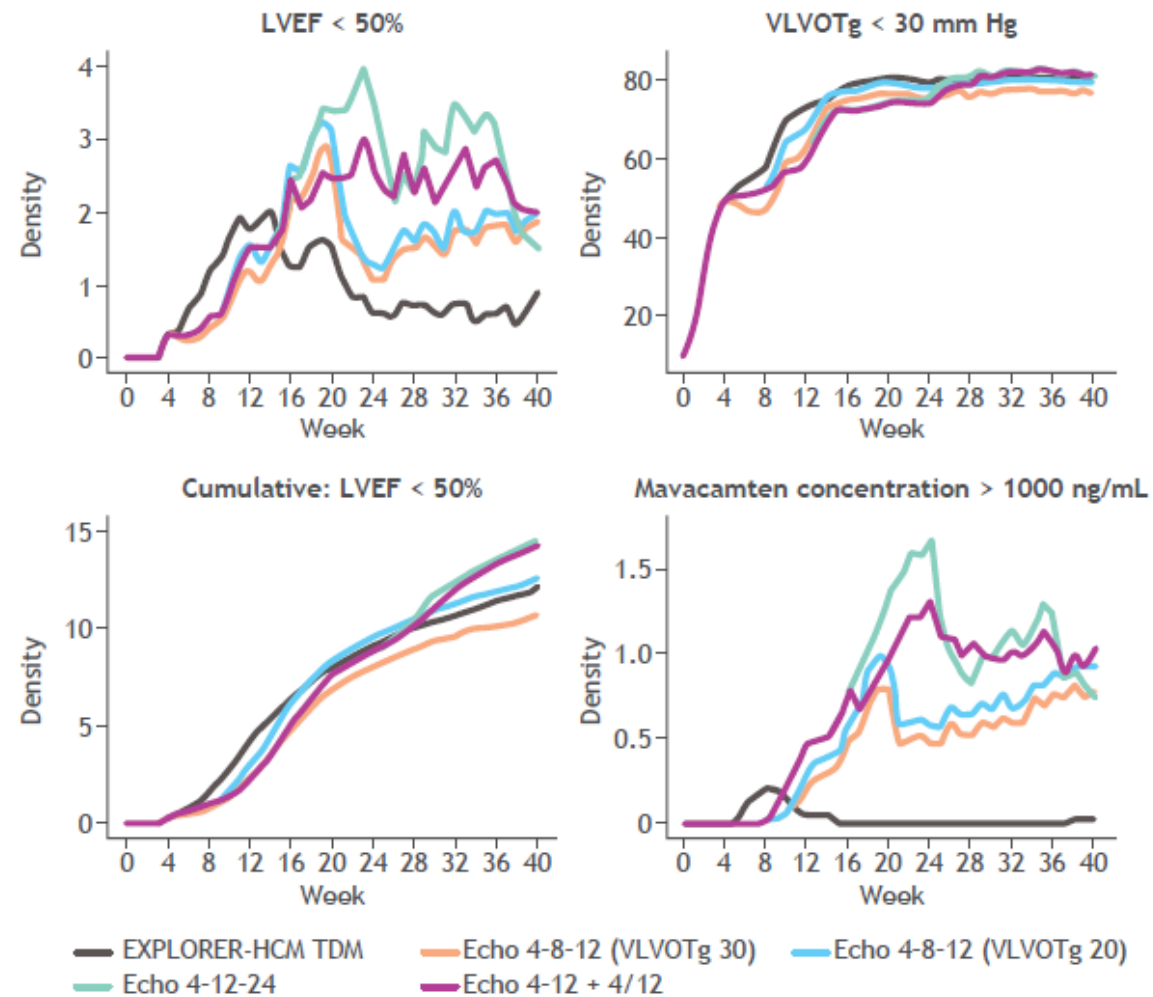 LVEF < 50%
VLVOTg < 30 mm Hg
Density
4
3
2
1
0
0 4 8 12 16 20 24 28 32 36 40
Week
Density
80
60
40
20
0 4 8 12 16 20 24 28 32 36 40
Week
Cumulative: LVEF < 50%
Mavacamten concentration > 1000 ng/mL
Density
15
10
5
0
0 4 8 12 16 20 24 28 32 36 40
Week
Density
1.5
1.0
0.5
0
0 4 8 12 16 20 24 28 32 36 40
Week
EXPLORER-HCM TDM
Echo 4-8-12 (VLVOTg 30)
Echo 4-8-12 (VLVOTg 20)
Echo 4-12-24
Echo 4-12 + 4/12